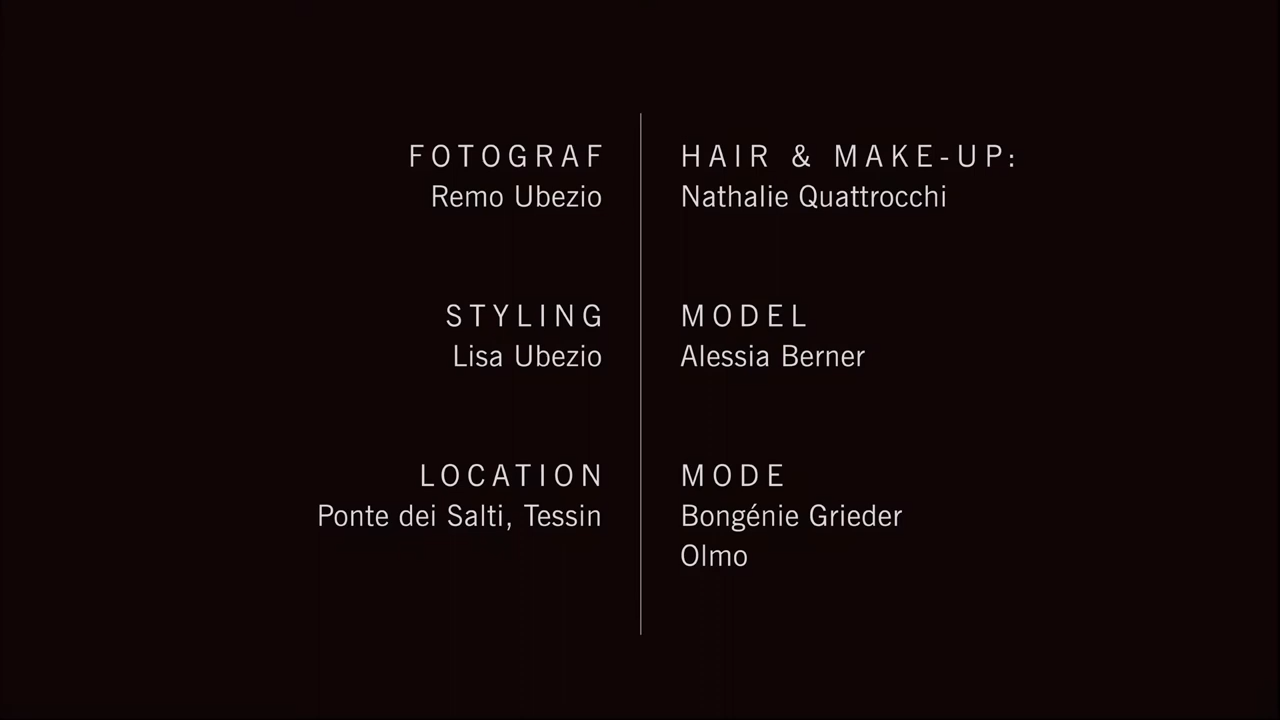 FOTOGRAF
Remo Ubezio
STYLING
Lisa Ubezio
LOCATION
Ponte dei Salti, Tessin
HAIR & MAKE-UP:
Nathalie Quattrocchi
MODEL
Alessia Berner
MODE
Bongénie Grieder
Olmo